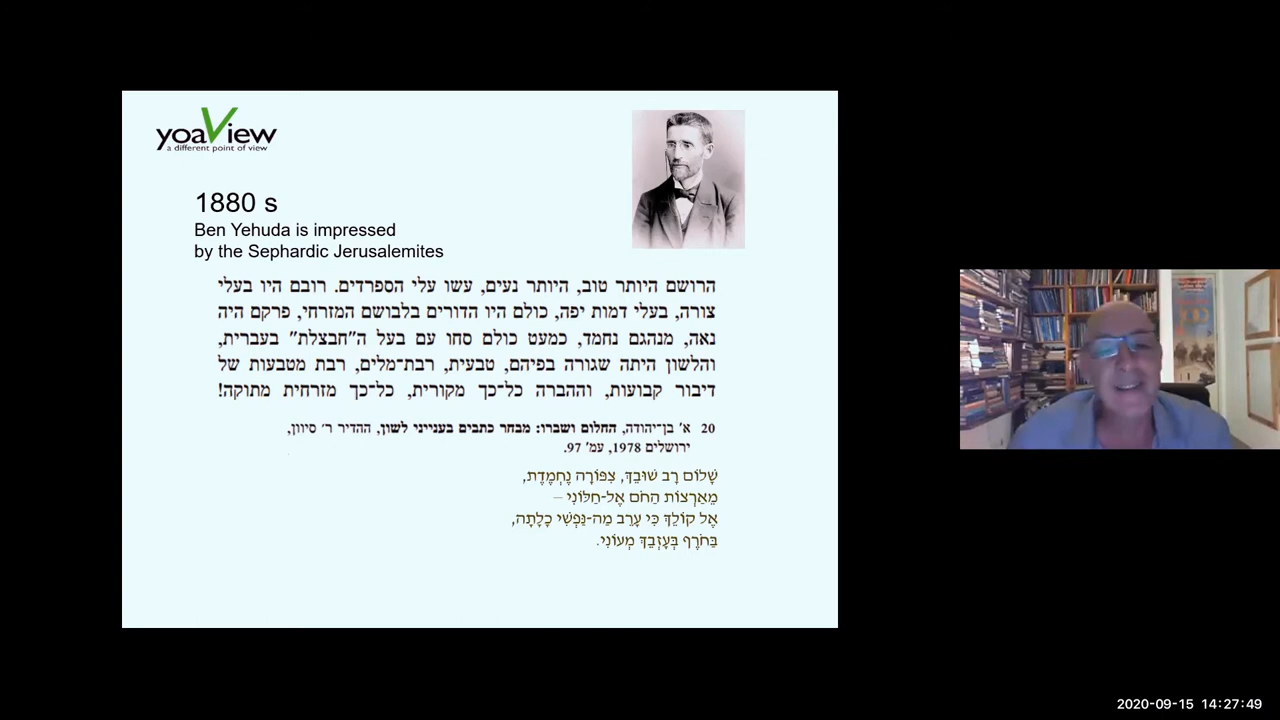 yoaView
a different point of view
1880 s
Ben Yehuda is impressed
by the Sephardic Jerusalemites
הרושם היותר טוב, היותר נעים, עשו עלי הספרדים. רובם היו בעלי
צורה, בעלי דמות יפה, כולם היו הדורים בלבושם המזרחי, פרקם היה
נאה, מנהגם נחמד, כמעט כולם סחו עם בעל ה"חבצלת" בעברית,
והלשון היתה שגורה בפיהם, טבעית, רבת־מלים, רבת מטבעות של
דיבור קבועות, וההברה כל־כך מקורית, כל־כך מזרחית מתוקה!
20 א' בן־יהודה, החלום ושברו: מבחר כתבים בענייני לשון, ההדיר ר' סיוון,
ירושלים 1978, עמ' 97.
שָׁלוֹם רָב שׁוּבֵךְ, צִפּוֹרָה נֶחְמֶדֶת,
מֵאַרְצוֹת הַחֹם אֶל-חַלּוֹנִי –
אֶל קוֹלֵךְ כִּי עָרֵב מַה-נַּפְשִׁי כָלָתָה,
בַּחֹרֶף בְּעָזְבֵךְ מְעוֹנִי.
2020-09-15 14:27:49